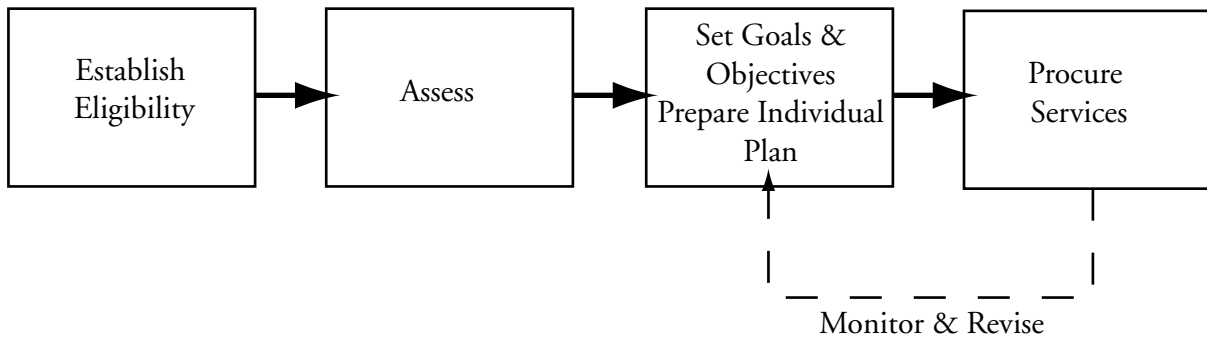 Establish
Eligibility
Assess
Set Goals &
Objectives
Prepare Individual
Plan
Procure
Services
Monitor & Revise